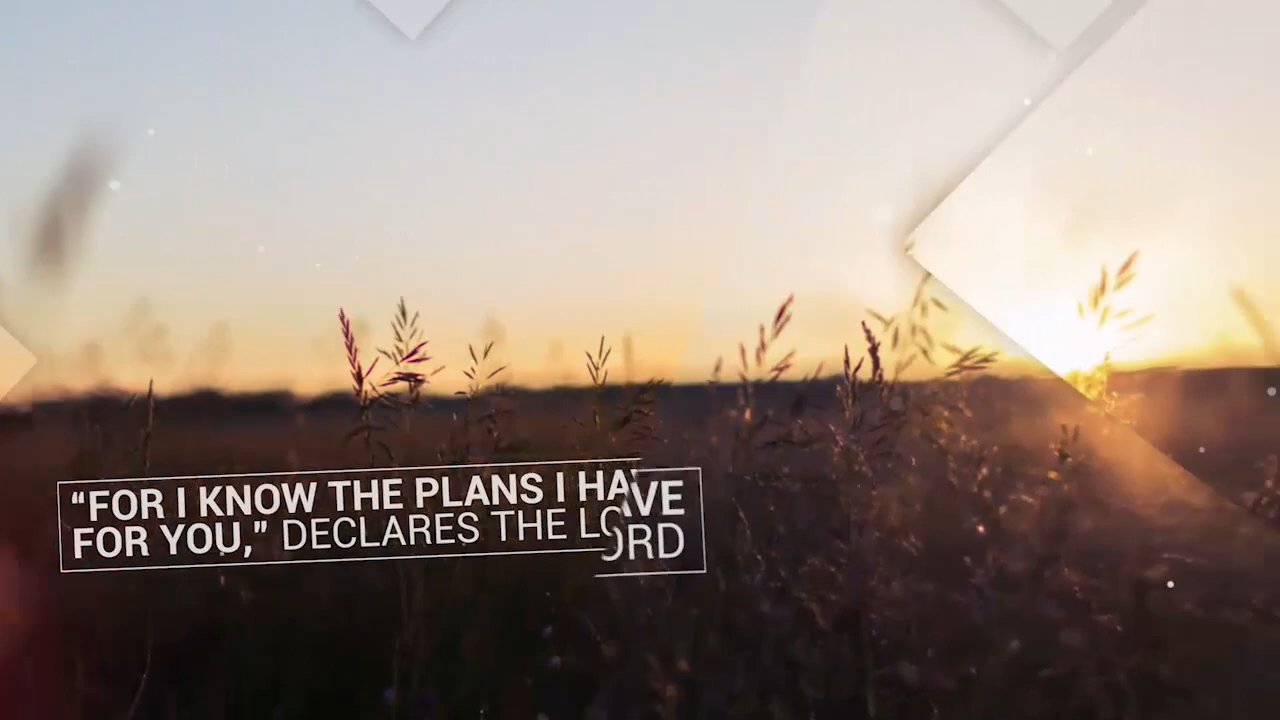 “FOR I KNOW THE PLANS I HAVE
FOR YOU,” DECLARES THE LORD